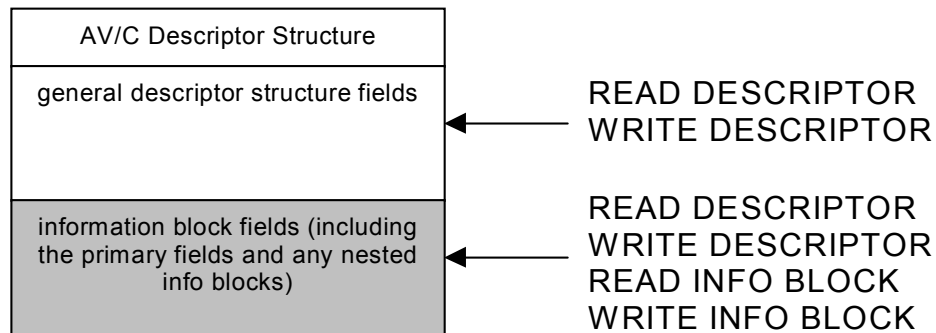 AV/C Descriptor Structure
general descriptor structure fields
READ DESCRIPTOR
WRITE DESCRIPTOR
information block fields (including
the primary fields and any nested
info blocks)
READ DESCRIPTOR
WRITE DESCRIPTOR
READ INFO BLOCK
WRITE INFO BLOCK